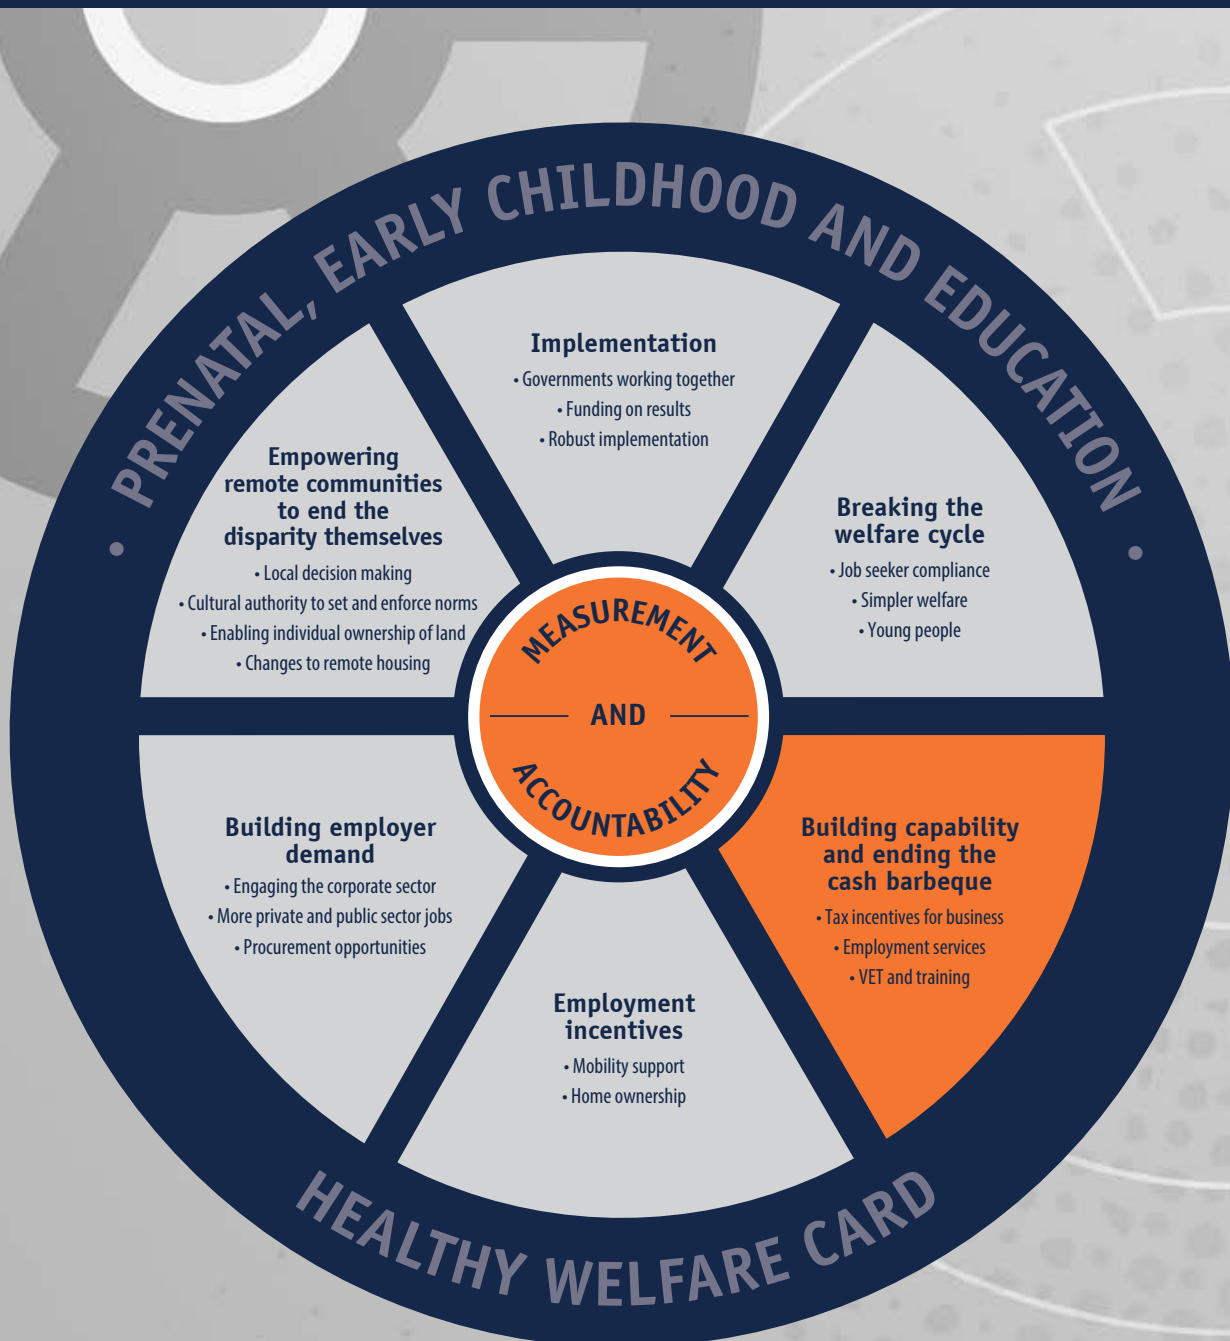 • PRENATAL, EARLY CHILDHOOD AND EDUCATION •
Implementation
• Governments working together
• Funding on results
• Robust implementation
Breaking the
welfare cycle
• Job seeker compliance
• Simpler welfare
• Young people
Building capability
and ending the
cash barbeque
• Tax incentives for business
• Employment services
• VET and training
Employment
incentives
• Mobility support
• Home ownership
Building employer
demand
• Engaging the corporate sector
• More private and public sector jobs
• Procurement opportunities
Empowering
remote communities
to end the
disparity themselves
• Local decision making
• Cultural authority to set and enforce norms
• Enabling individual ownership of land
• Changes to remote housing
MEASUREMENT
AND
ACCOUNTABILITY
HEALTHY WELFARE CARD